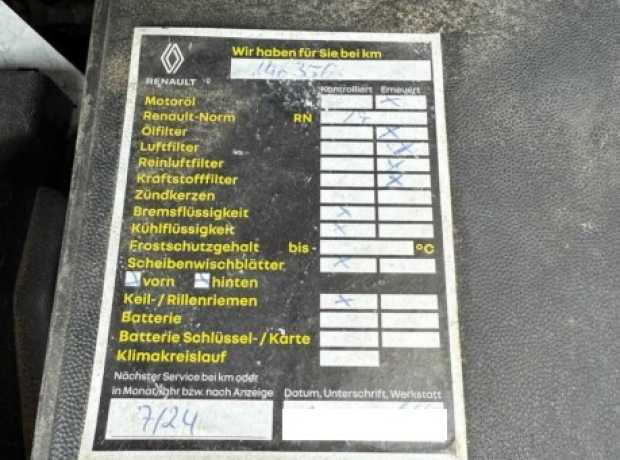 RENAULT
Wir haben für Sie bei km
Kontrolliert Erneuert
Motoröl x
Renault-Norm RN 17
Ölfilter x
Luftfilter x
Reinluftfilter x
Kraftstofffilter x
Zündkerzen
Bremsflüssigkeit x
Kühlflüssigkeit x
Frostschutzgehalt bis - °C
Scheibenwischblätter x
vorn hinten
Keil-/Rillenriemen x
Batterie
Batterie Schlüssel-/Karte
Klimakreislauf
Nächster Service bei km oder
in Monat/Jahr bzw. nach Anzeige
Datum, Unterschrift, Werkstatt
7/24